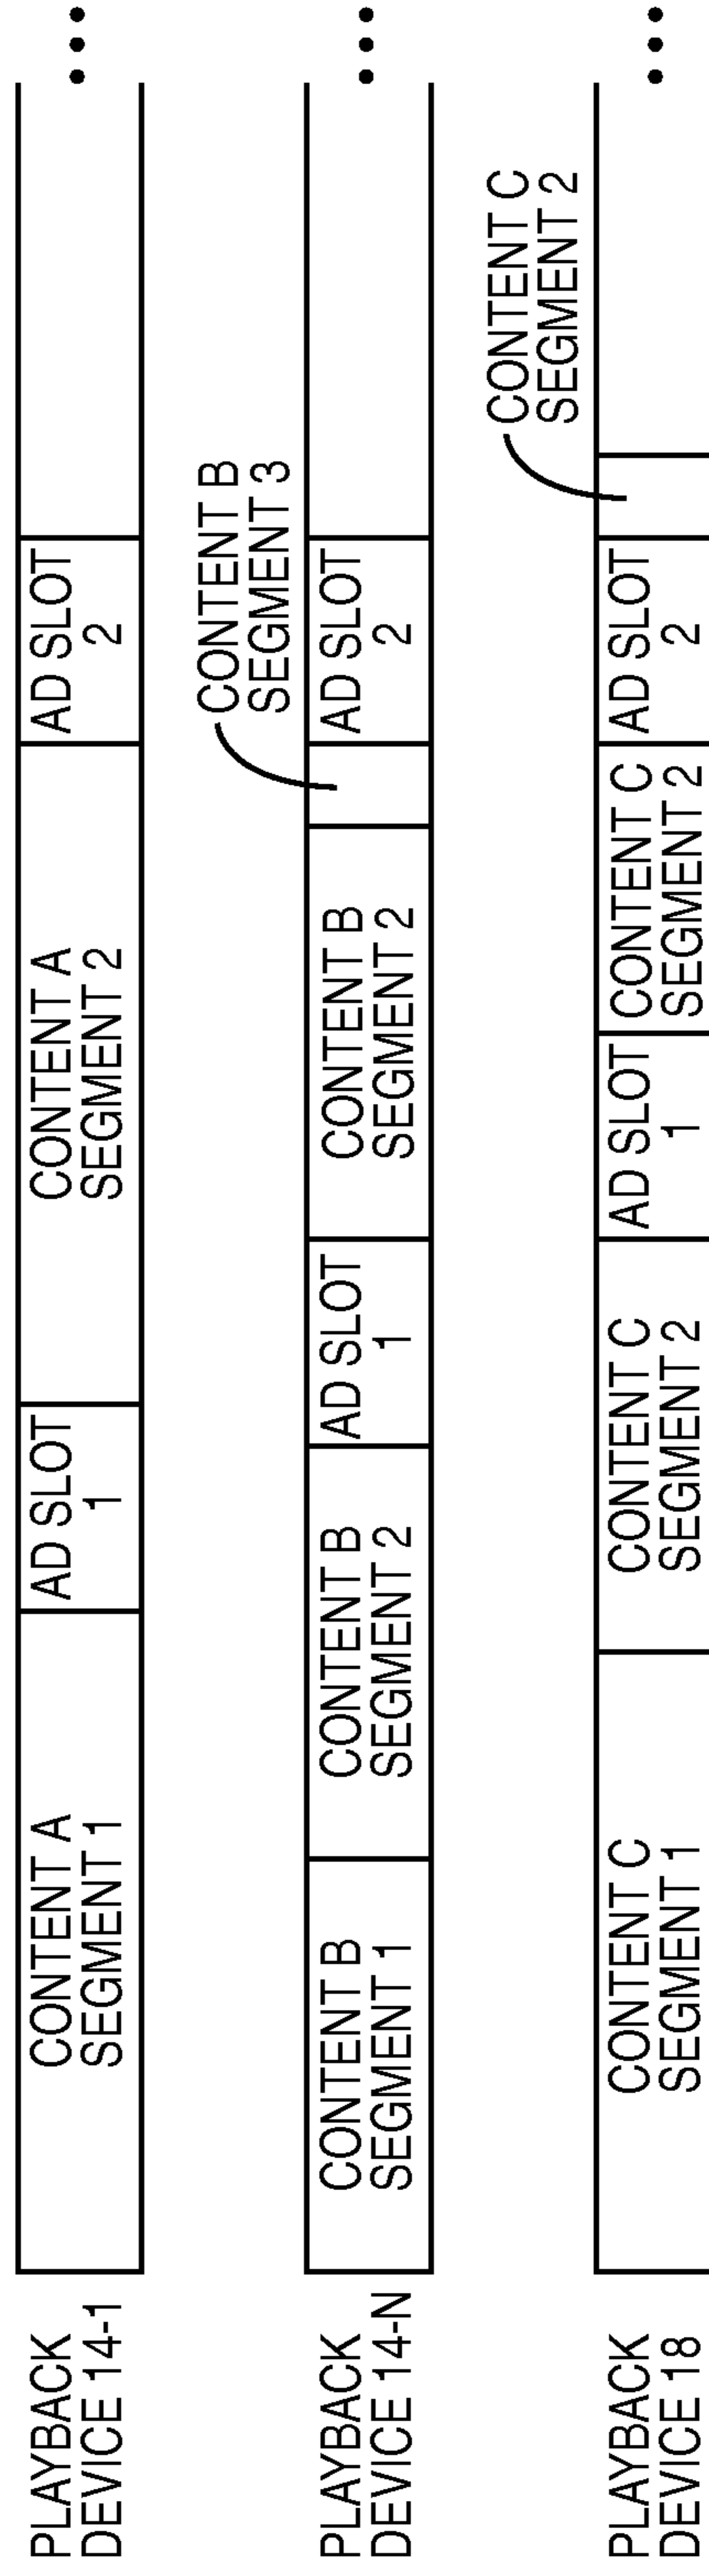 PLAYBACK
DEVICE 14-1
CONTENT A
SEGMENT 1
AD SLOT
1
CONTENT A
SEGMENT 2
AD SLOT
2
PLAYBACK
DEVICE 14-N
CONTENT B
SEGMENT 1
CONTENT B
SEGMENT 2
AD SLOT
1
CONTENT B
SEGMENT 2
CONTENT B
SEGMENT 3
AD SLOT
2
PLAYBACK
DEVICE 18
CONTENT C
SEGMENT 1
CONTENT C
SEGMENT 2
AD SLOT
1
CONTENT C
SEGMENT 2
AD SLOT
2
CONTENT C
SEGMENT 2